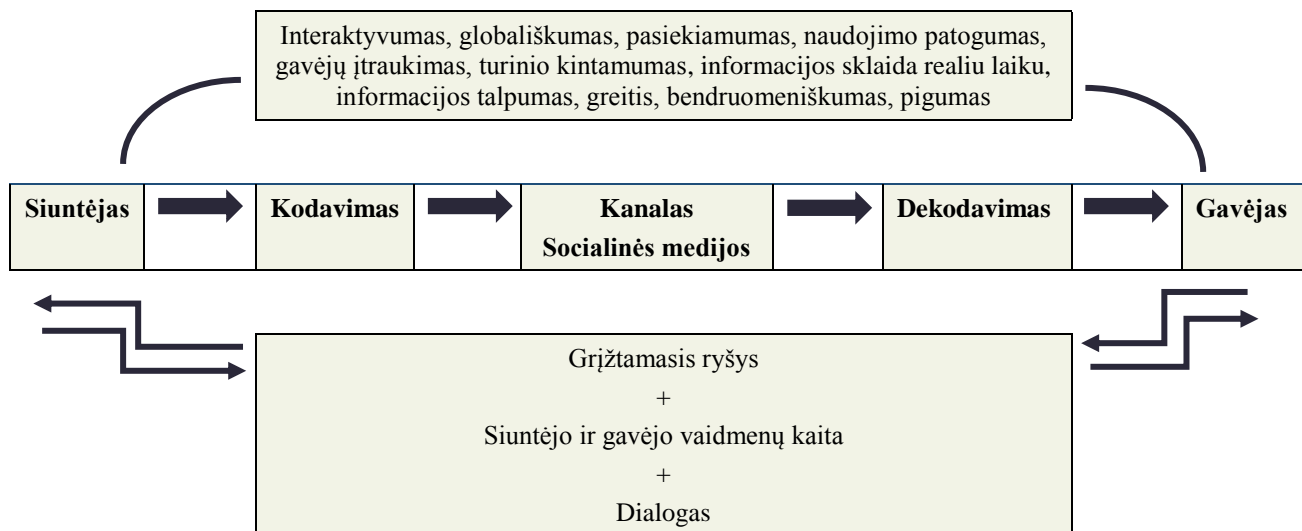 Interaktyvumas, globališkumas, pasiekiamumas, naudojimo patogumas,
gavėjų įtraukimas, turinio kintamumas, informacijos sklaida realiu laiku,
informacijos talpumas, greitis, bendruomeniškumas, pigumas
Siuntėjas
Kodavimas
Kanalas
Socialinės medijos
Dekodavimas
Gavėjas
Grįžtamasis ryšys
+
Siuntėjo ir gavėjo vaidmenų kaita
+
Dialogas